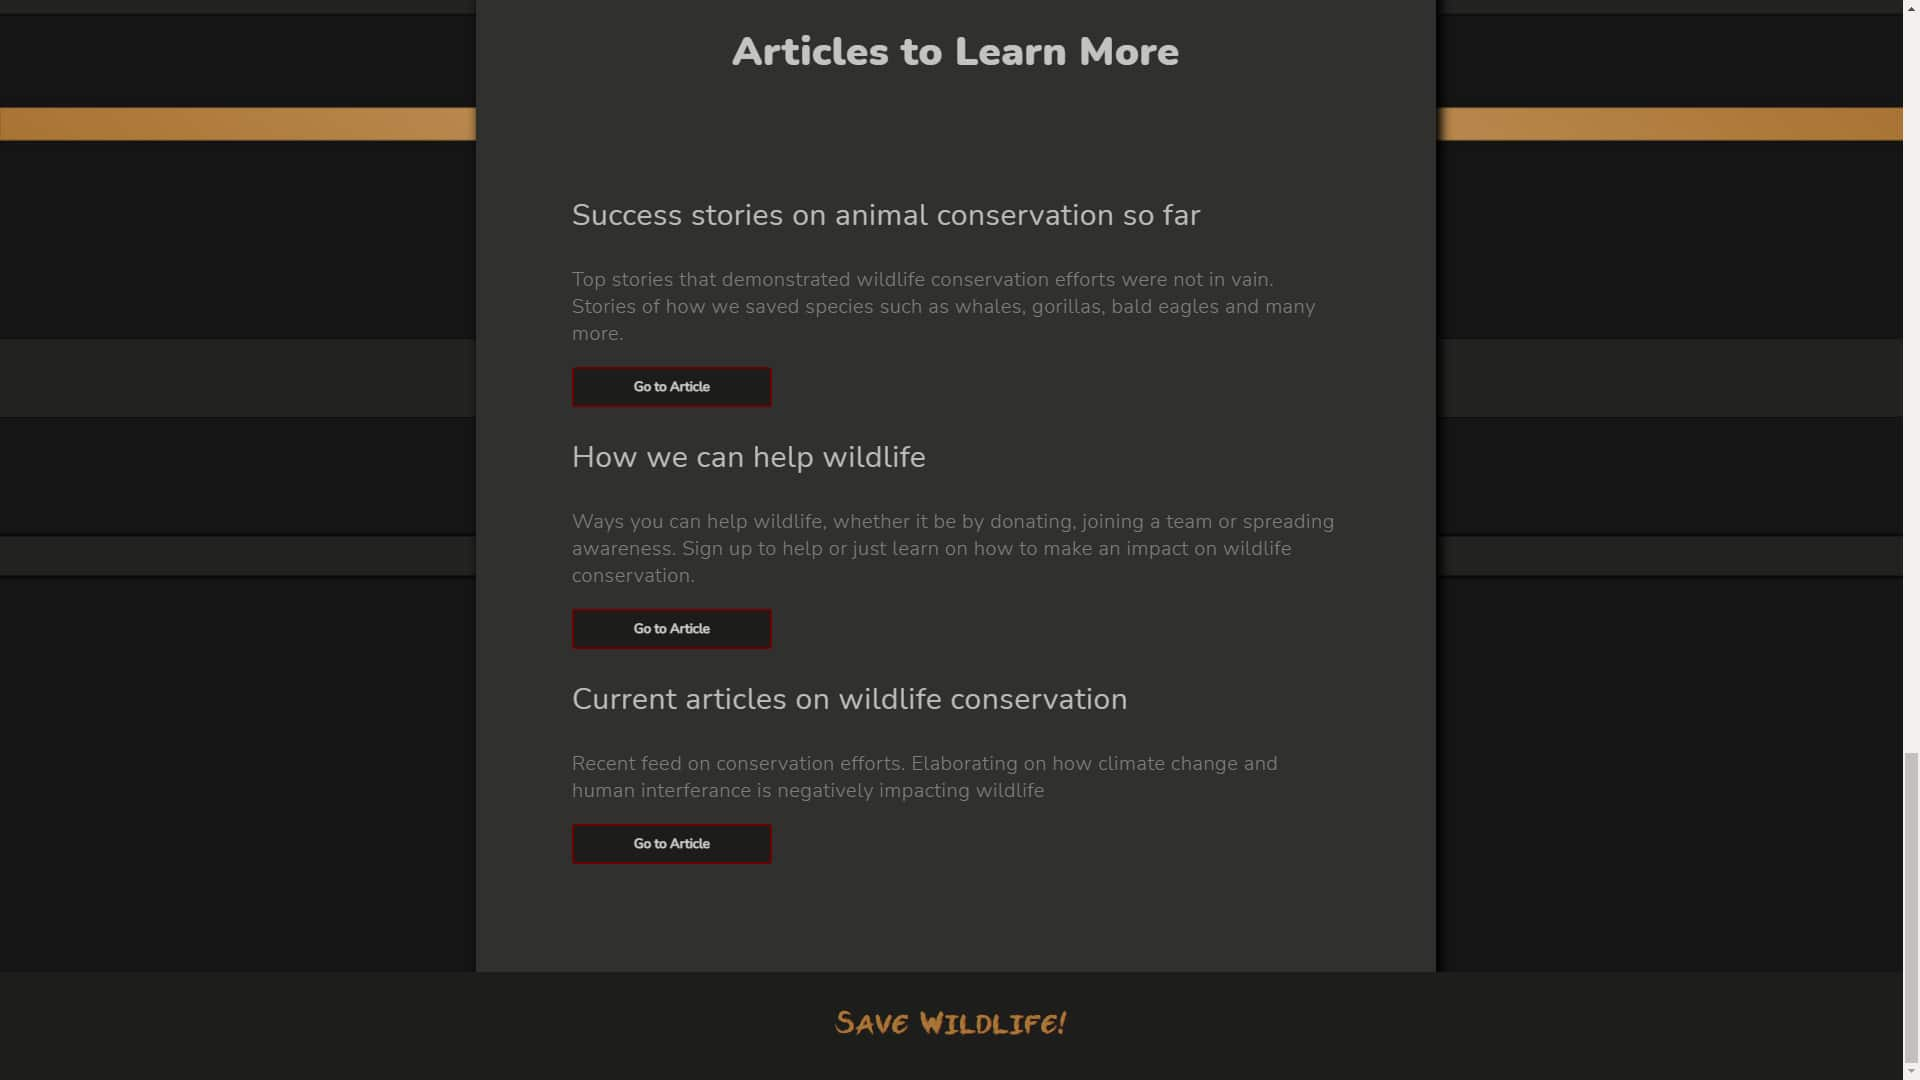 Articles to Learn More
Success stories on animal conservation so far
Top stories that demonstrated wildlife conservation efforts were not in vain.
Stories of how we saved species such as whales, gorillas, bald eagles and many
more.
Go to Article
How we can help wildlife
Ways you can help wildlife, whether it be by donating, joining a team or spreading
awareness. Sign up to help or just learn on how to make an impact on wildlife
conservation.
Go to Article
Current articles on wildlife conservation
Recent feed on conservation efforts. Elaborating on how climate change and
human interferance is negatively impacting wildlife
Go to Article
Save Wildlife!